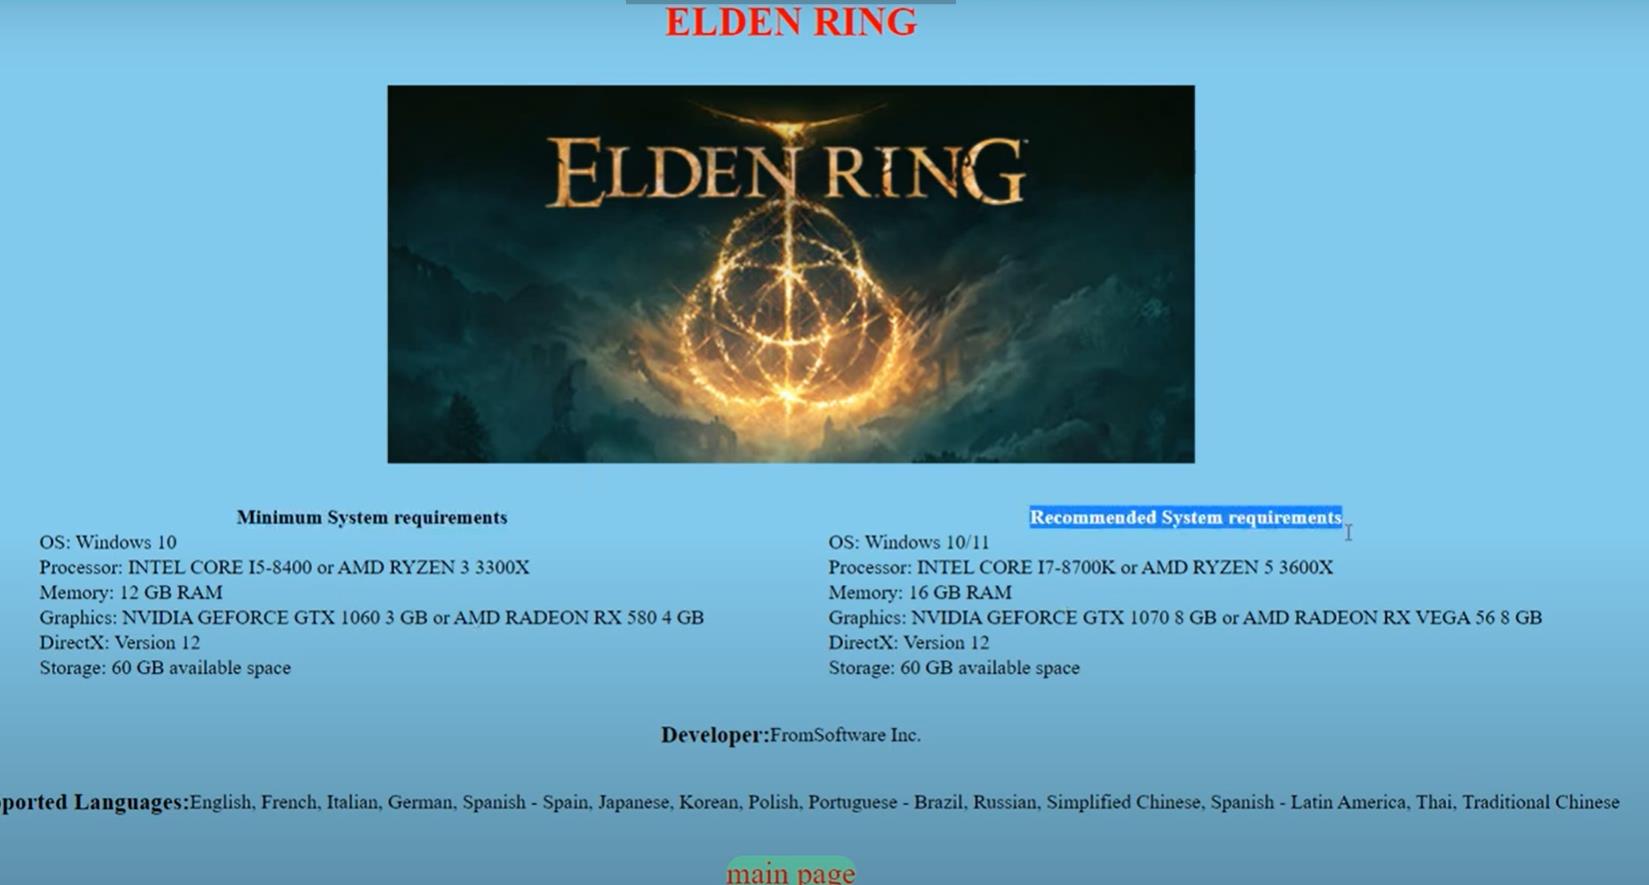 ELDEN RING
ELDEN RING
Minimum System requirements
OS: Windows 10
Processor: INTEL CORE I5-8400 or AMD RYZEN 3 3300X
Memory: 12 GB RAM
Graphics: NVIDIA GEFORCE GTX 1060 3 GB or AMD RADEON RX 580 4 GB
DirectX: Version 12
Storage: 60 GB available space
Recommended System requirements
OS: Windows 10/11
Processor: INTEL CORE I7-8700K or AMD RYZEN 5 3600X
Memory: 16 GB RAM
Graphics: NVIDIA GEFORCE GTX 1070 8 GB or AMD RADEON RX VEGA 56 8 GB
DirectX: Version 12
Storage: 60 GB available space
Developer:FromSoftware Inc.
ported Languages:English, French, Italian, German, Spanish - Spain, Japanese, Korean, Polish, Portuguese - Brazil, Russian, Simplified Chinese, Spanish - Latin America, Thai, Traditional Chinese
main page